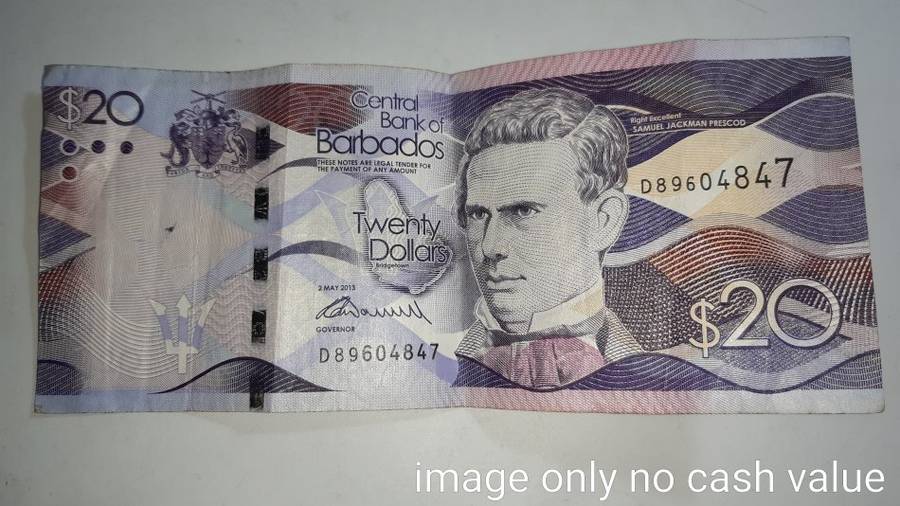 $20
Central
Bank of
Barbados
THESE NOTES ARE LEGAL TENDER FOR
THE PAYMENT OF ANY AMOUNT
Twenty
Dollars
Bridgetown
2 MAY 2013
GOVERNOR
D89604847
Right Excellent
SAMUEL JACKMAN PRESCOD
D89604847
$20
image only no cash value